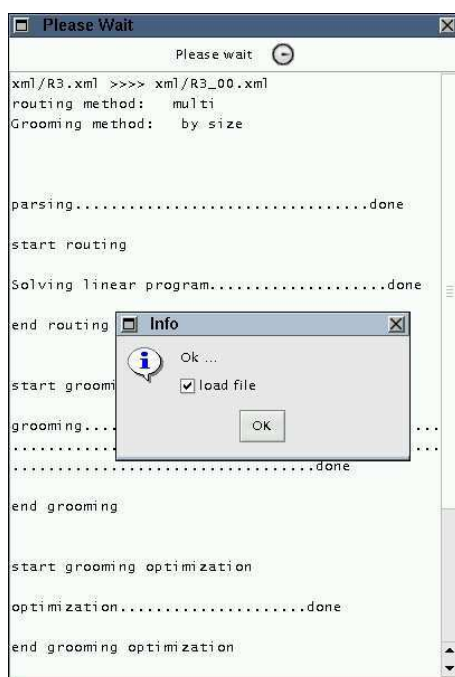 Please Wait
Please wait
xml/R3.xml >>>> xml/R3_00.xml
routing method: multi
Grooming method: by size
parsing................................done
start routing
Solving linear program....................done
end routing
Info
Ok ...
load file
OK
start groomi
grooming....
....................................done
end grooming
start grooming optimization
optimization....................done
end grooming optimization